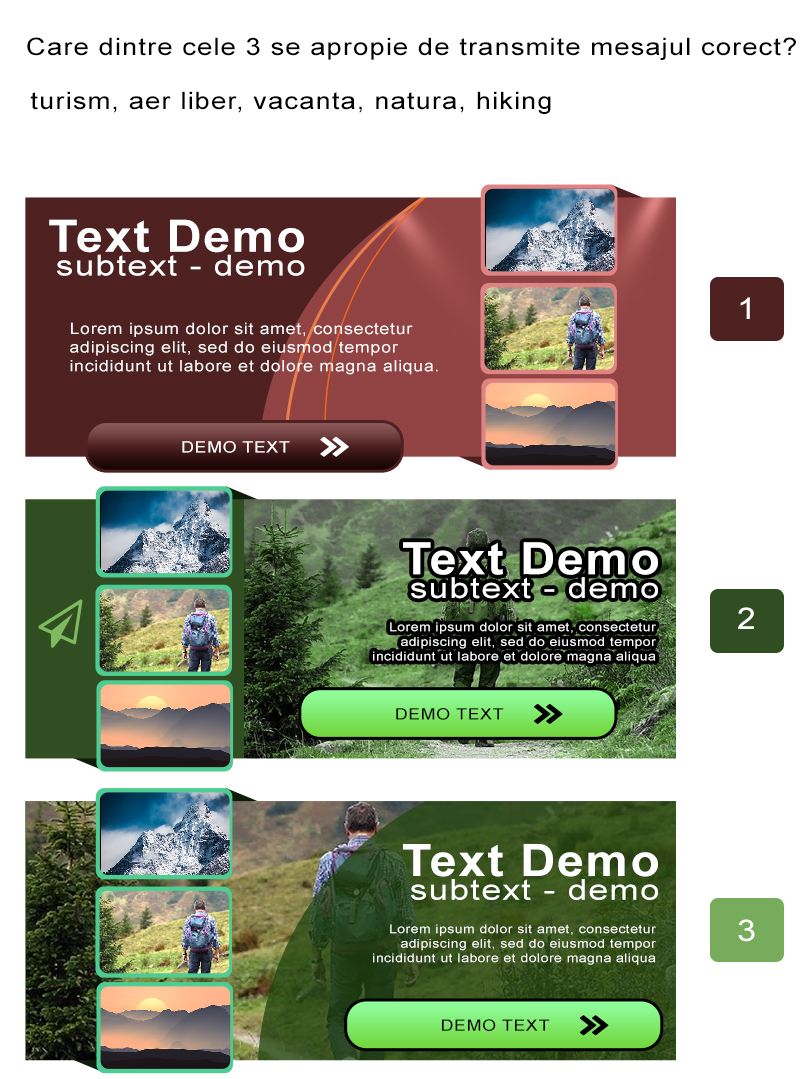 Care dintre cele 3 se apropie de transmite mesajul corect?
turism, aer liber, vacanta, natura, hiking
Text Demo
subtext - demo
Lorem ipsum dolor sit amet, consectetur
adipiscing elit, sed do eiusmod tempor
incididunt ut labore et dolore magna aliqua.
DEMO TEXT
1
Text Demo
subtext - demo
Lorem ipsum dolor sit amet, consectetur
adipiscing elit, sed do eiusmod tempor
incididunt ut labore et dolore magna aliqua
DEMO TEXT
2
Text Demo
subtext - demo
Lorem ipsum dolor sit amet, consectetur
adipiscing elit, sed do eiusmod tempor
incididunt ut labore et dolore magna aliqua
DEMO TEXT
3